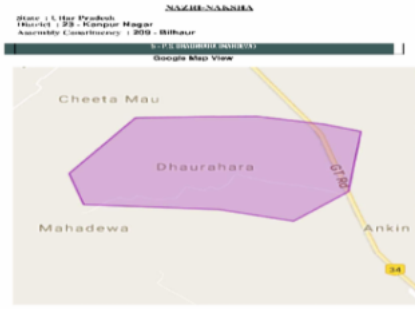 NAZRI-NAKSHA
State : Uttar Pradesh
District : 23 - Kanpur Nagar
Assembly Constituency : 209 - Bilhaur
Google Map View
Cheeta Mau
Dhaurahara
GT Rd
Mahadewa
Ankin
34